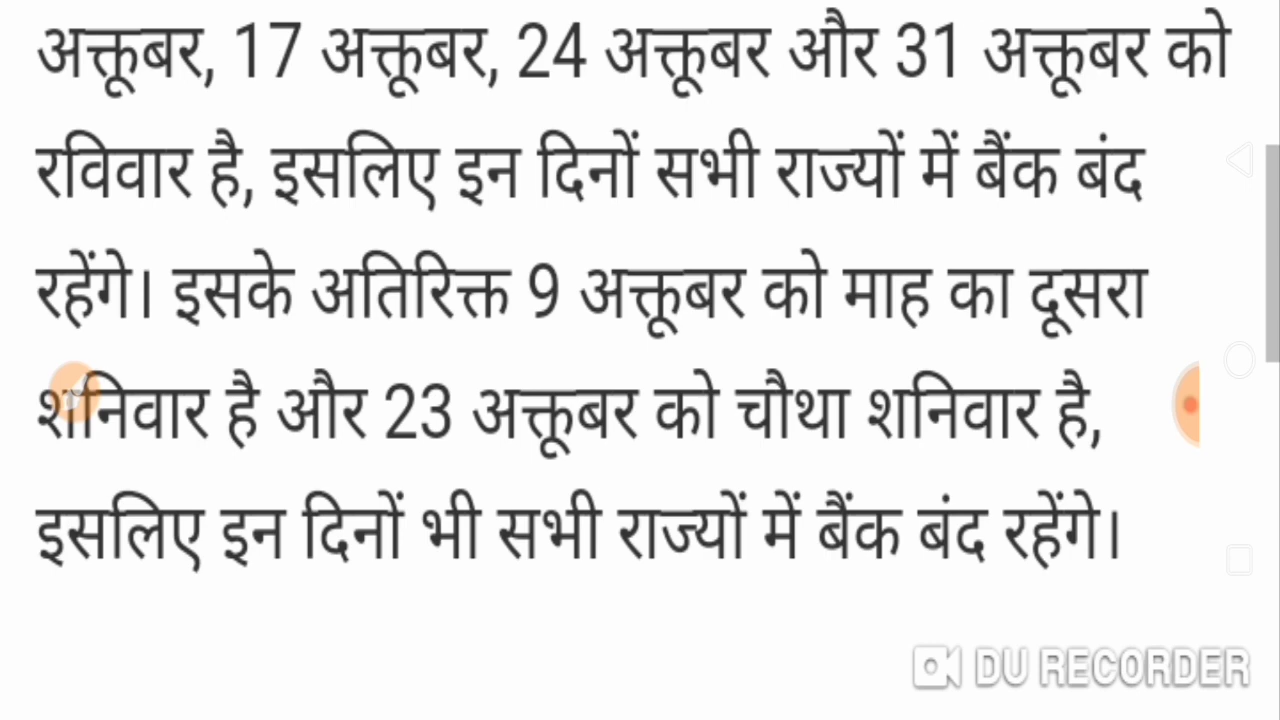 अक्तूबर, 17 अक्तूबर, 24 अक्तूबर और 31 अक्तूबर को
रविवार है, इसलिए इन दिनों सभी राज्यों में बैंक बंद
रहेंगे। इसके अतिरिक्त 9 अक्तूबर को माह का दूसरा
शनिवार है और 23 अक्तूबर को चौथा शनिवार है,
इसलिए इन दिनों भी सभी राज्यों में बैंक बंद रहेंगे।
DU RECORDER